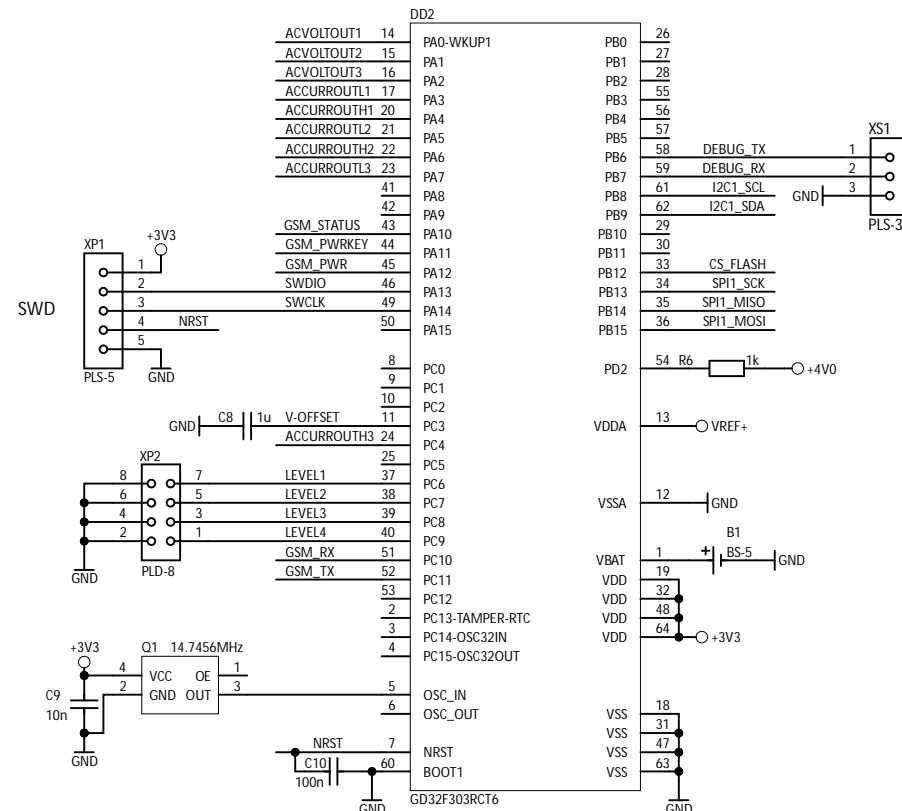 DD2
ACVOLTOUT1 14 PA0-WKUP1 PB0 26
ACVOLTOUT2 15 PA1 PB1 27
ACVOLTOUT3 16 PA2 PB2 28
ACCURROUTL1 17 PA3 PB3 55
ACCURROUTH1 20 PA4 PB4 56
ACCURROUTL2 21 PA5 PB5 57
ACCURROUTH2 22 PA6 PB6 58 DEBUG_TX 1
ACCURROUTL3 23 PA7 PB7 59 DEBUG_RX 2
41 PA8 PB8 61 I2C1_SCL GND 3
42 PA9 PB9 62 I2C1_SDA
XS1
PLS-3
GSM_STATUS 43 PA10 PB10 29
GSM_PWRKEY 44 PA11 PB11 30
GSM_PWR 45 PA12 PB12 33 CS_FLASH
SWDIO 46 PA13 PB13 34 SPI1_SCK
SWCLK 49 PA14 PB14 35 SPI1_MISO
50 PA15 PB15 36 SPI1_MOSI
XP1
+3V3
1
2
3
4 NRST
5
SWD
PLS-5
GND
8 PC0 PD2 54 R6 1k +4V0
9 PC1
10 PC2
GND C8 1u V-OFFSET 11 PC3 VDDA 13 VREF+
ACCURROUTH3 24 PC4
25 PC5
XP2
8 7 LEVEL1 37 PC6
6 5 LEVEL2 38 PC7 VSSA 12 GND
4 3 LEVEL3 39 PC8
2 1 LEVEL4 40 PC9
GND
PLD-8
B1
GSM_RX 51 PC10 VBAT 1 + BS-5 GND
GSM_TX 52 PC11 VDD 19
53 PC12 VDD 32
2 PC13-TAMPER-RTC VDD 48
3 PC14-OSC32IN VDD 64 +3V3
4 PC15-OSC32OUT
+3V3
Q1 14.7456MHz
4 VCC OE 1
2 GND OUT 3 5 OSC_IN
C9
10n
GND
6 OSC_OUT VSS 18
VSS 31
NRST 7 NRST VSS 47
C10
100n
60 BOOT1 VSS 63
GND
GD32F303RCT6
GND